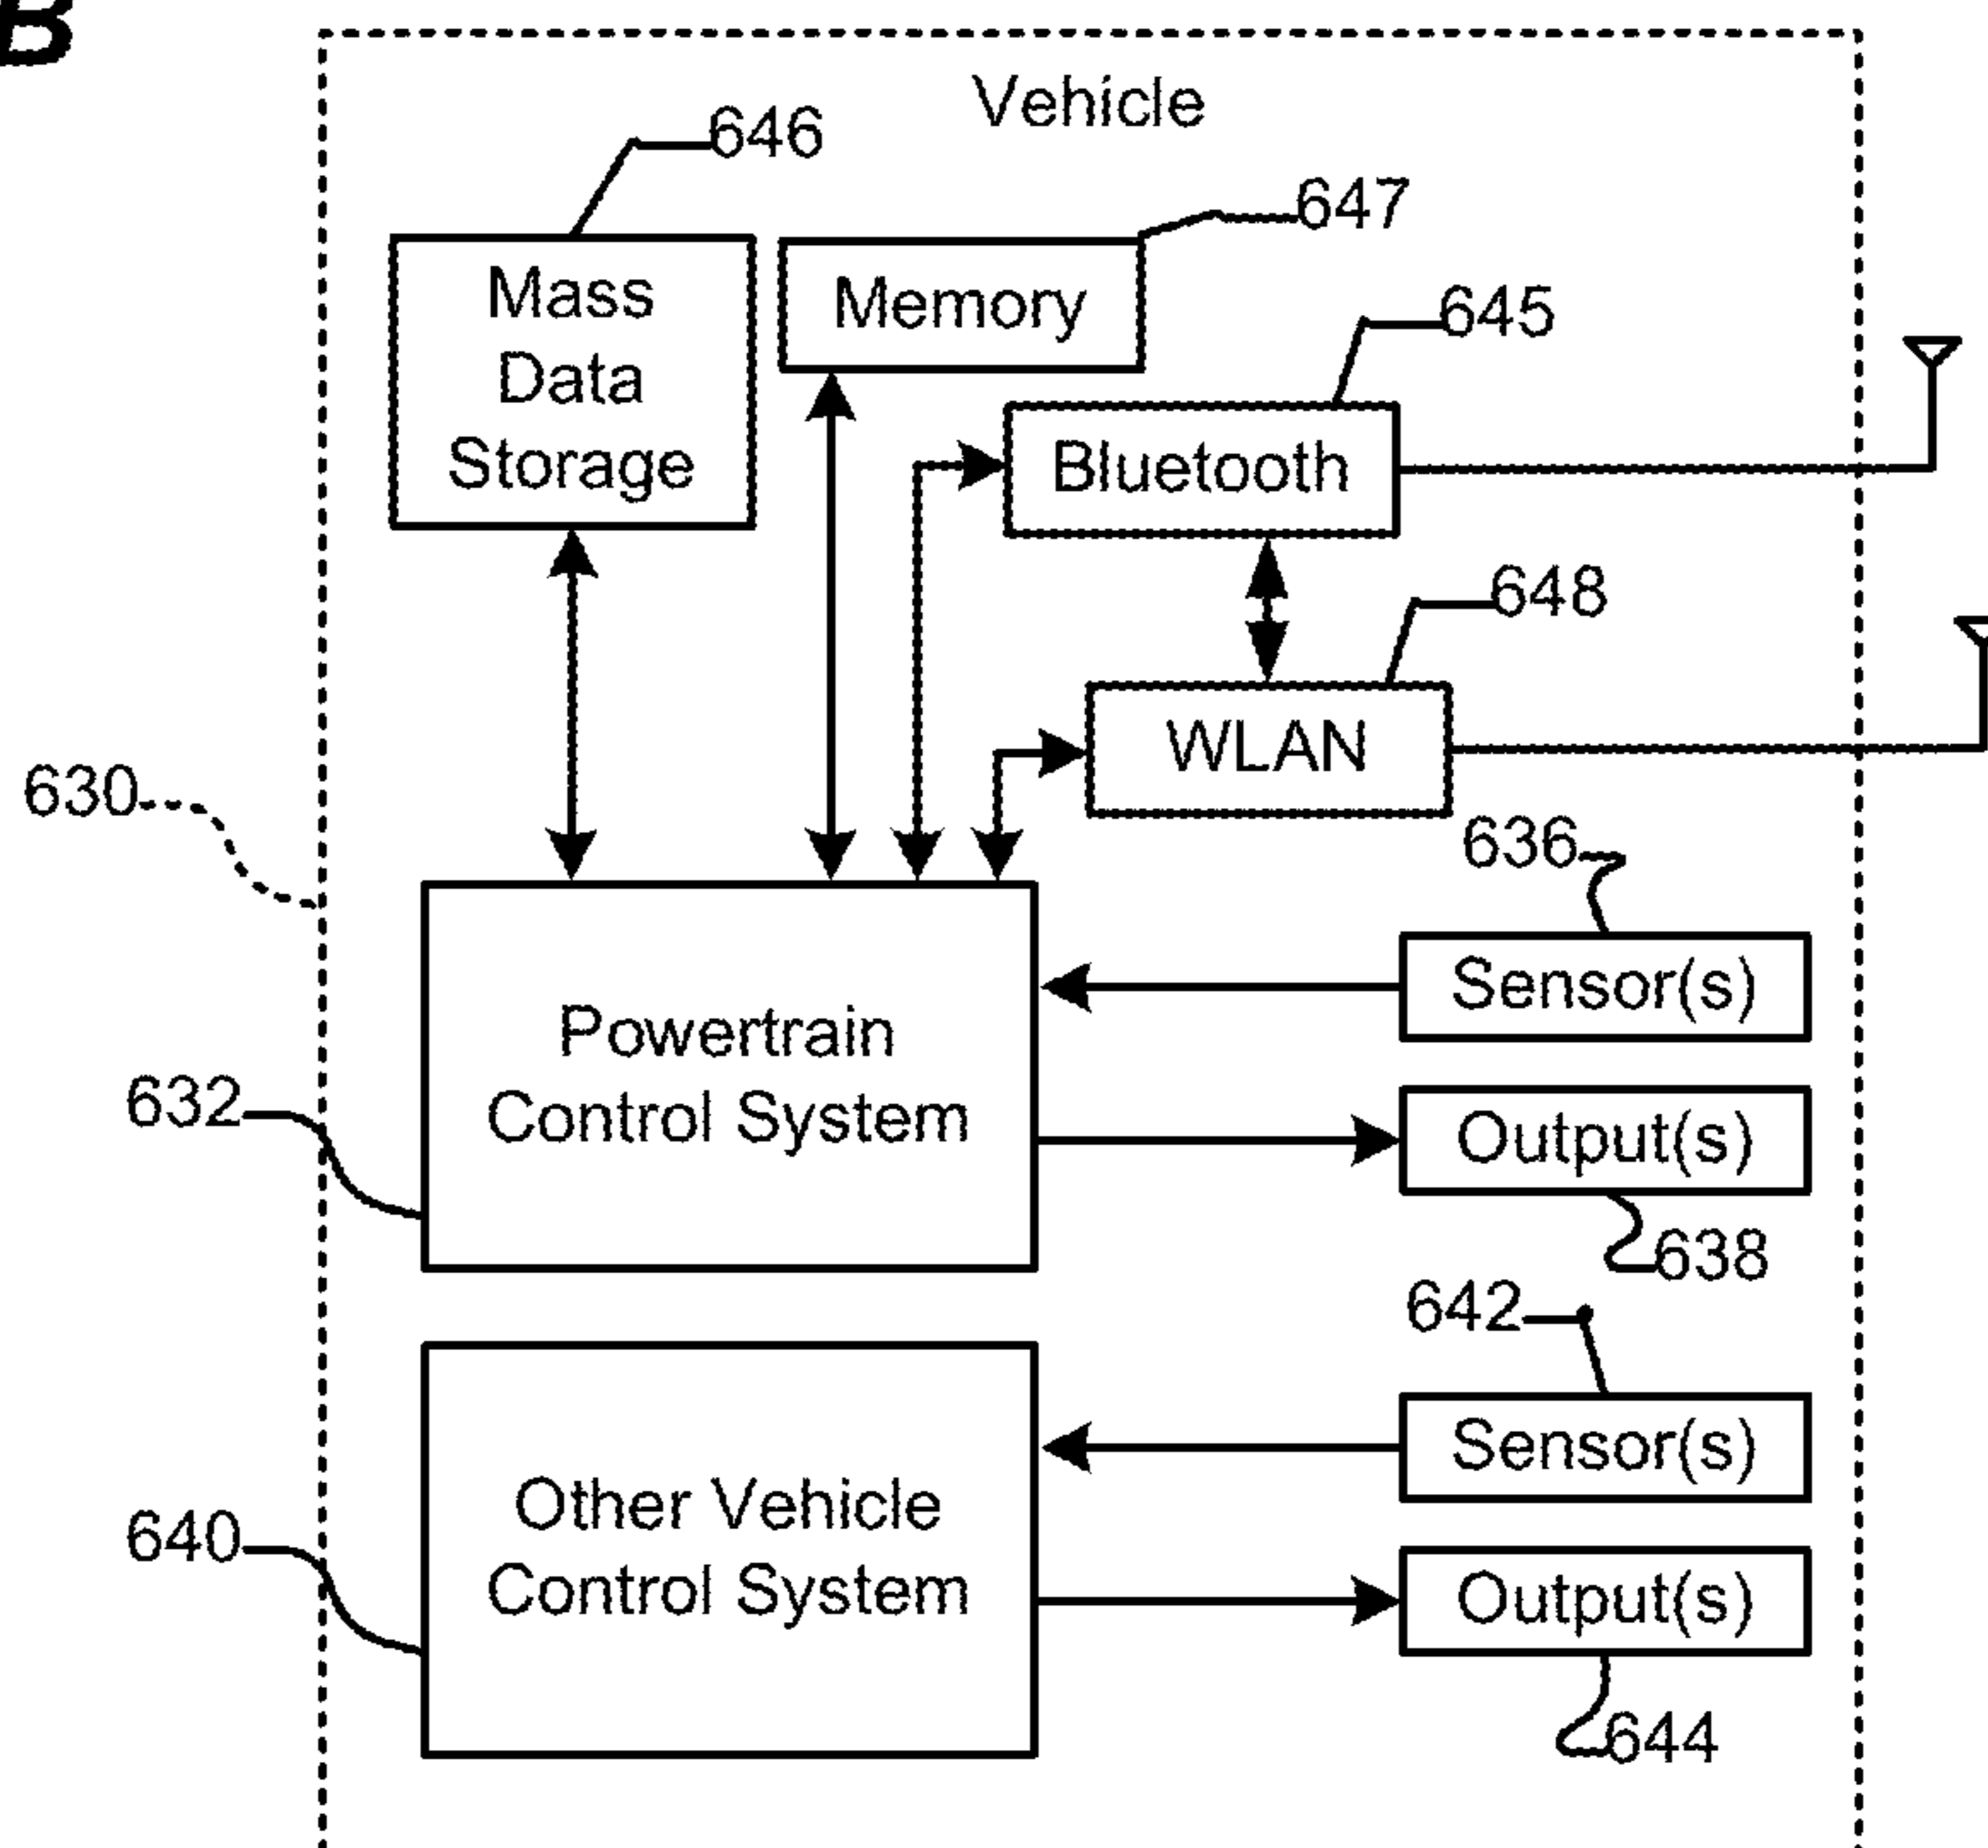 B
Vehicle
646
647
Mass
Data
Storage
Memory
645
Bluetooth
648
WLAN
630
636
Sensor(s)
Powertrain
Control System
632
Output(s)
638
642
Sensor(s)
Other Vehicle
Control System
640
Output(s)
644